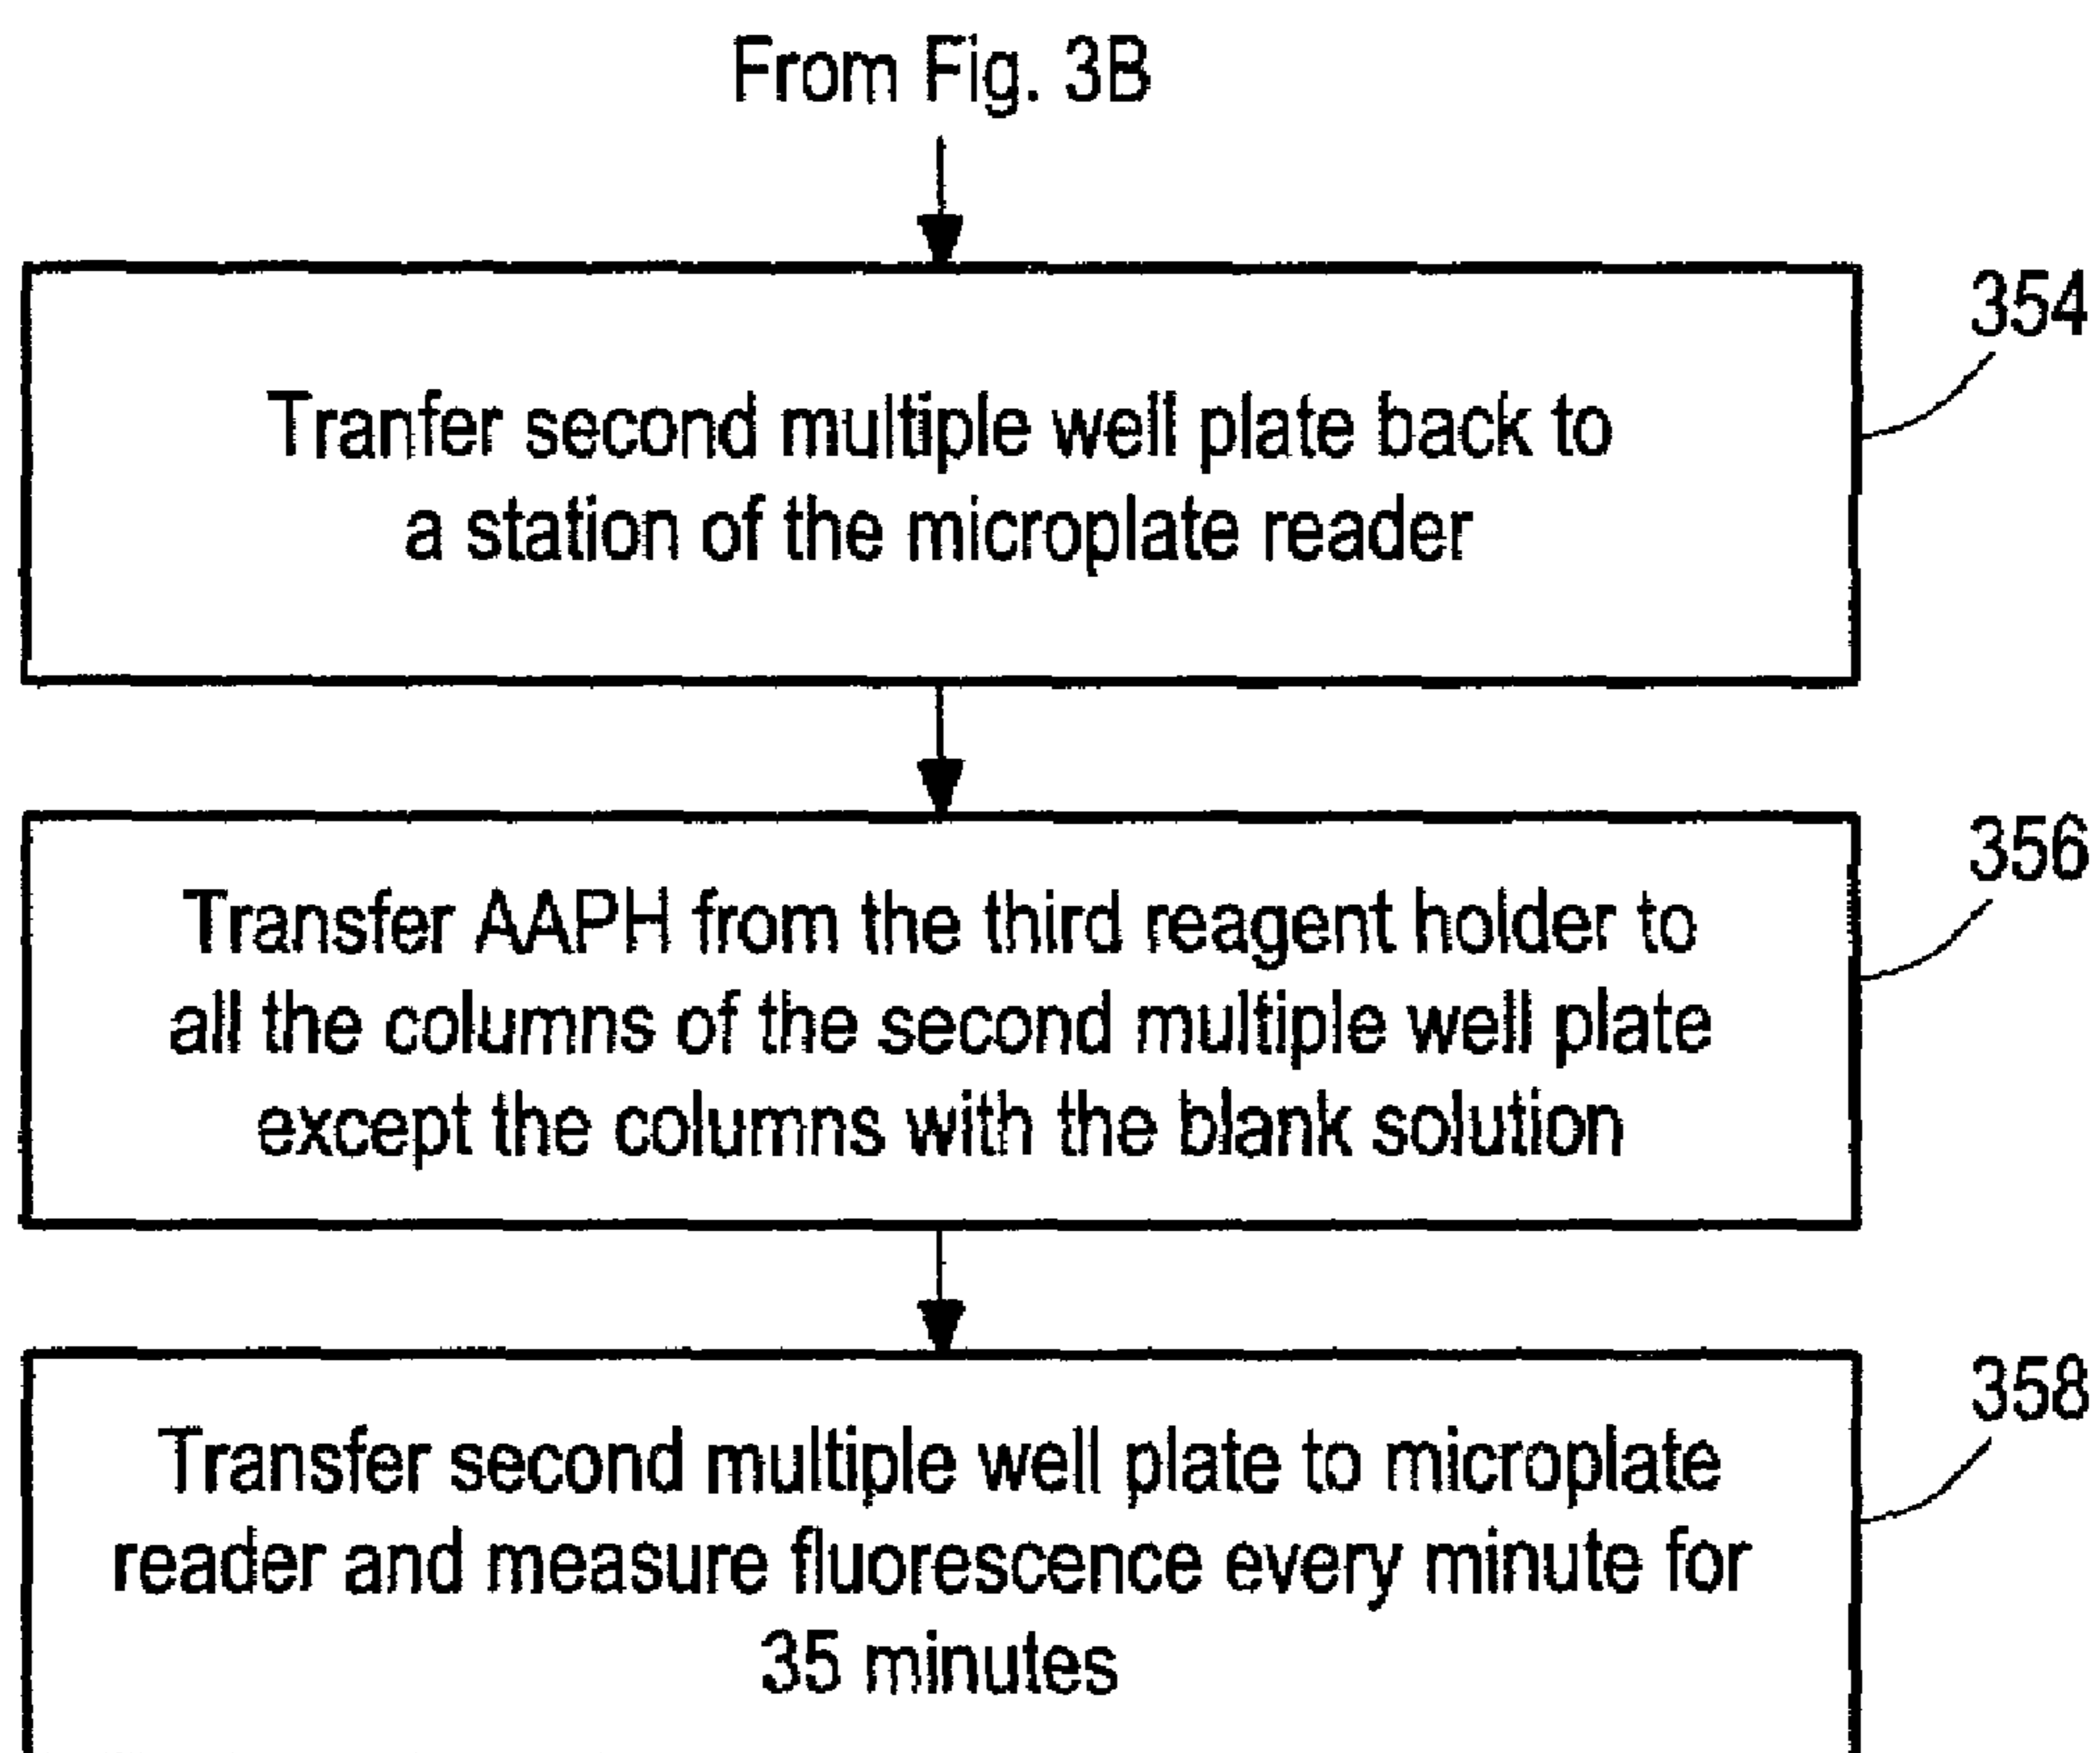 From Fig. 3B
354
Tranfer second multiple well plate back to
a station of the microplate reader
356
Transfer AAPH from the third reagent holder to
all the columns of the second multiple well plate
except the columns with the blank solution
358
Transfer second multiple well plate to microplate
reader and measure fluorescence every minute for
35 minutes